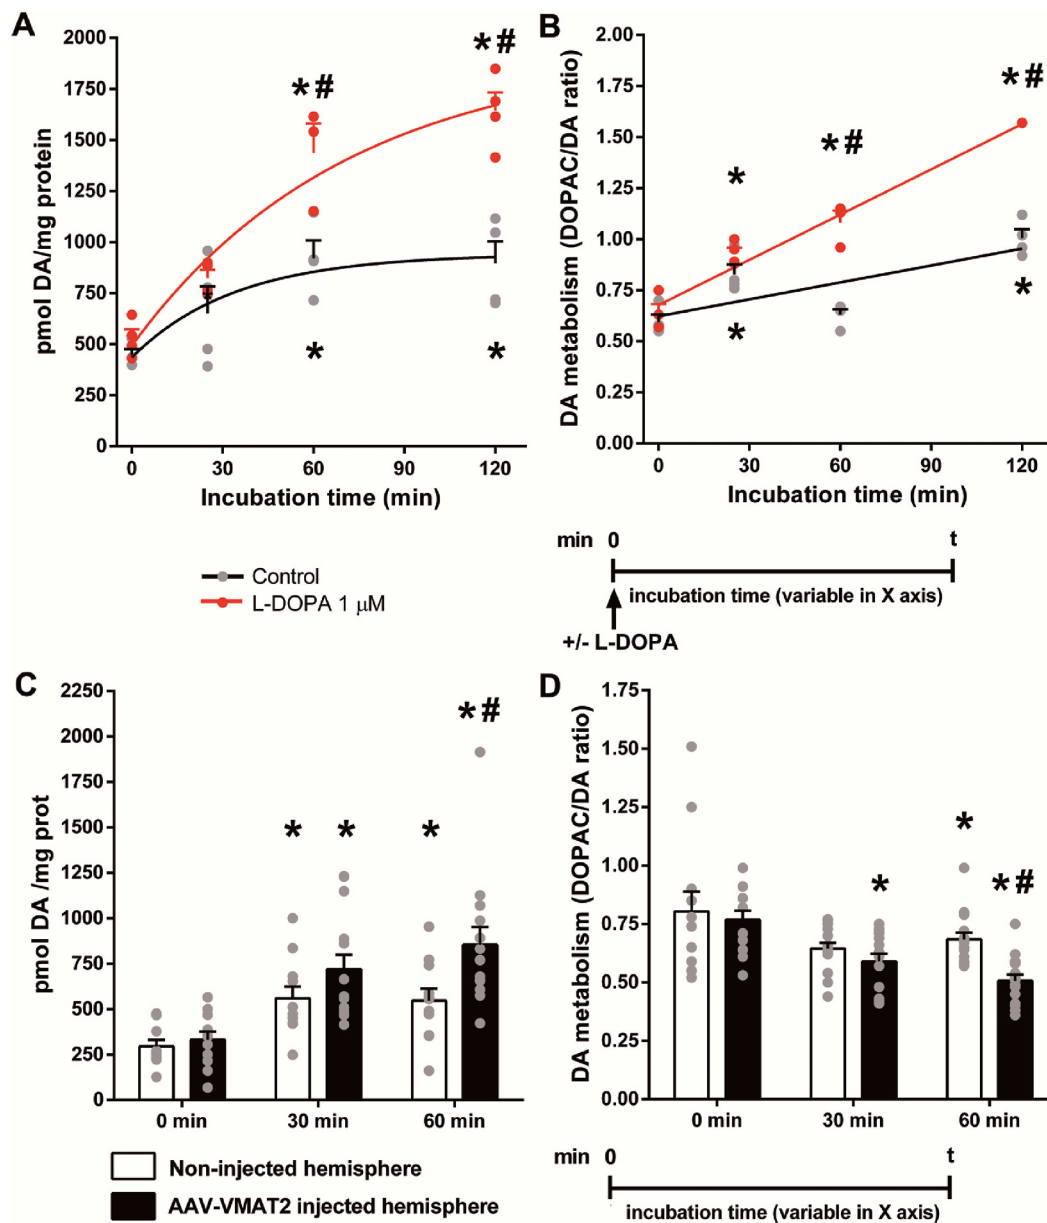 A
pmol DA/mg protein
2000
1750
1500
1250
1000
750
500
250
0
* #
* #
*
*
0 30 60 90 120
Incubation time (min)
B
DA metabolism (DOPAC/DA ratio)
2.00
1.75
1.50
1.25
1.00
0.75
0.50
0.25
0.00
* #
* #
*
*
*
0 30 60 90 120
Incubation time (min)
Control
L-DOPA 1 μM
min 0 t
incubation time (variable in X axis)
+/- L-DOPA
C
pmol DA /mg prot
2250
2000
1750
1500
1250
1000
750
500
250
0
* #
* * *
0 min 30 min 60 min
Non-injected hemisphere
AAV-VMAT2 injected hemisphere
D
DA metabolism (DOPAC/DA ratio)
1.75
1.50
1.25
1.00
0.75
0.50
0.25
0.00
*
* * #
0 min 30 min 60 min
min 0 t
incubation time (variable in X axis)